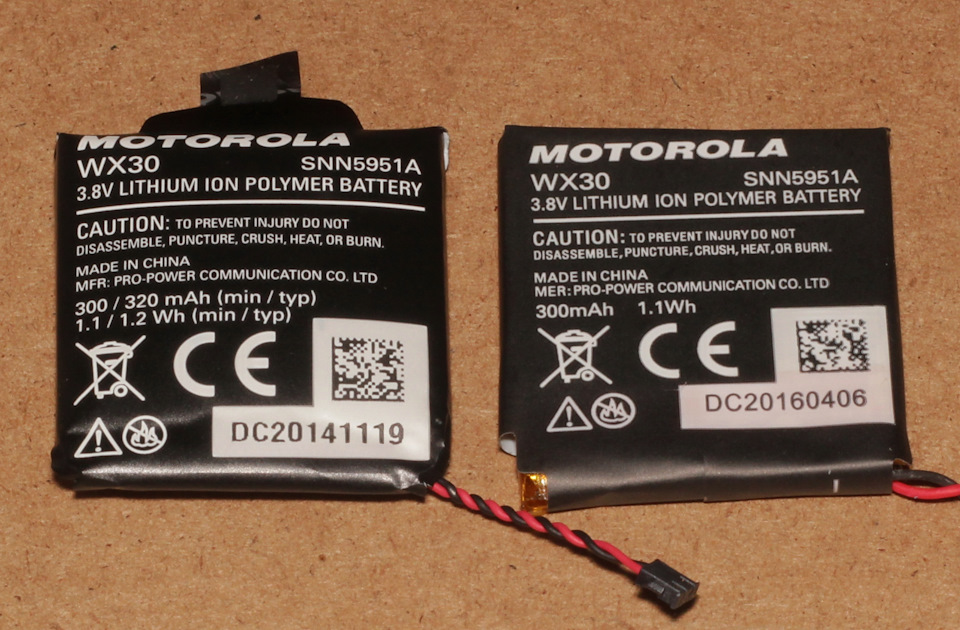 MOTOROLA
WX30 SNN5951A
3.8V LITHIUM ION POLYMER BATTERY
CAUTION: TO PREVENT INJURY DO NOT
DISASSEMBLE, PUNCTURE, CRUSH, HEAT, OR BURN.
MADE IN CHINA
MFR: PRO-POWER COMMUNICATION CO. LTD
300 / 320 mAh (min / typ)
1.1 / 1.2 Wh (min / typ)
CE
DC20141119
MOTOROLA
WX30 SNN5951A
3.8V LITHIUM ION POLYMER BATTERY
CAUTION: TO PREVENT INJURY DO NOT
DISASSEMBLE, PUNCTURE, CRUSH, HEAT, OR BURN.
MADE IN CHINA
MER: PRO-POWER COMMUNICATION CO. LTD
300mAh 1.1Wh
CE
DC20160406